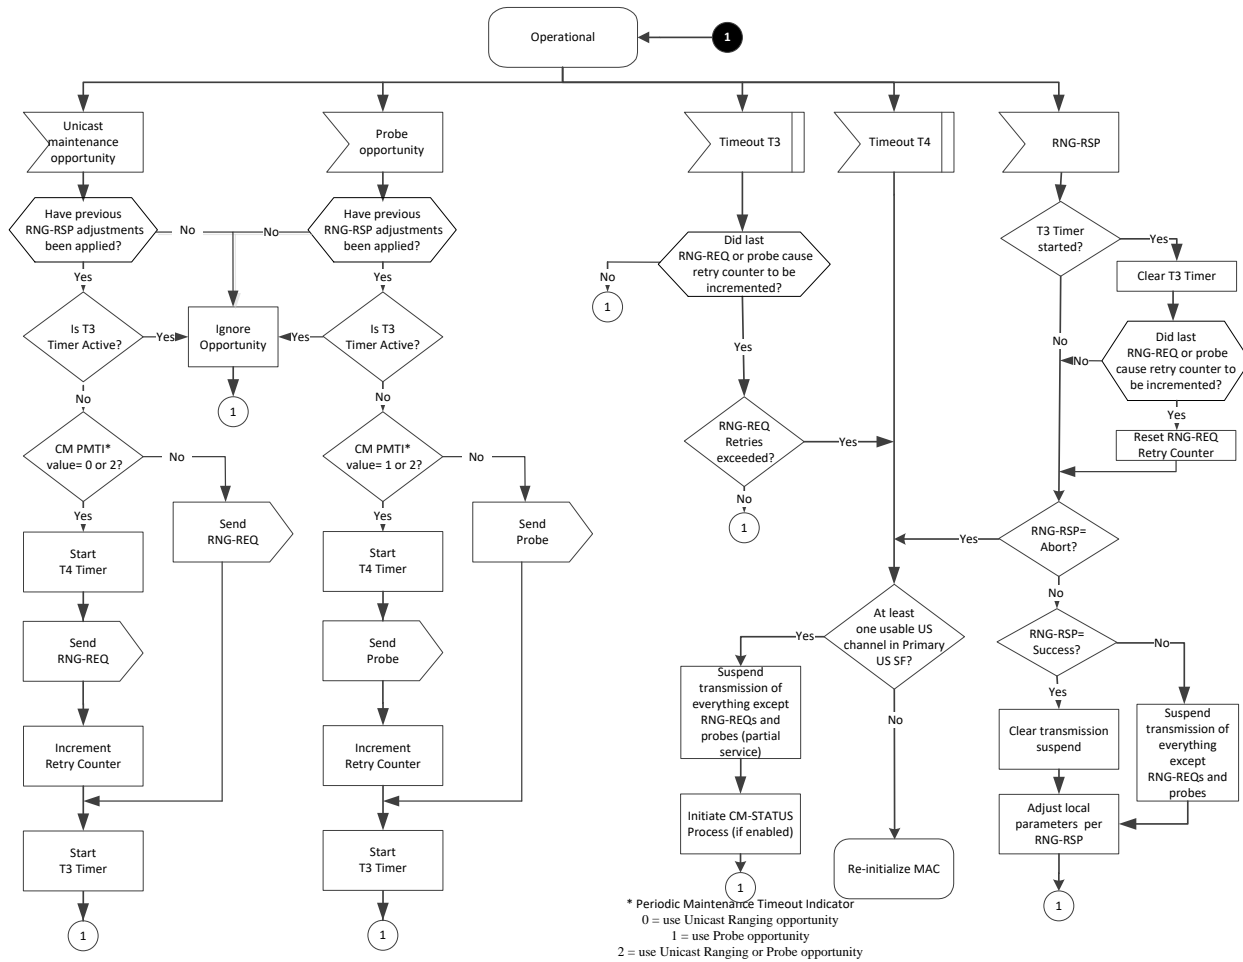 Operational
1
Unicast
maintenance
opportunity
Probe
opportunity
Timeout T3
Timeout T4
RNG-RSP
Have previous
RNG-RSP adjustments
been applied?
No
No
Have previous
RNG-RSP adjustments
been applied?
Did last
RNG-REQ or probe cause
retry counter to be
incremented?
T3 Timer
started?
Yes
Clear T3 Timer
Yes
Yes
No
1
Is T3
Timer Active?
Yes
Ignore
Opportunity
Yes
Is T3
Timer Active?
Yes
No
Did last
RNG-REQ or probe
cause retry counter to
be incremented?
No
Yes
No
1
No
CM PMTI*
value= 0 or 2?
No
CM PMTI*
value= 1 or 2?
No
RNG-REQ
Retries
exceeded?
Yes
Reset RNG-REQ
Retry Counter
Yes
Yes
No
1
Send
RNG-REQ
Send
Probe
Start
T4 Timer
Start
T4 Timer
Yes
RNG-RSP=
Abort?
No
Send
RNG-REQ
Send
Probe
At least
one usable US
channel in Primary
US SF?
Yes
RNG-RSP=
Success?
No
Yes
Suspend
transmission of
everything except
RNG-REQs and
probes (partial
service)
No
Clear transmission
suspend
Suspend
transmission of
everything
except
RNG-REQs and
probes
Increment
Retry Counter
Increment
Retry Counter
Initiate CM-STATUS
Process (if enabled)
Adjust local
parameters per
RNG-RSP
Start
T3 Timer
Start
T3 Timer
Re-initialize MAC
1
1
1
1
* Periodic Maintenance Timeout Indicator
0 = use Unicast Ranging opportunity
1 = use Probe opportunity
2 = use Unicast Ranging or Probe opportunity